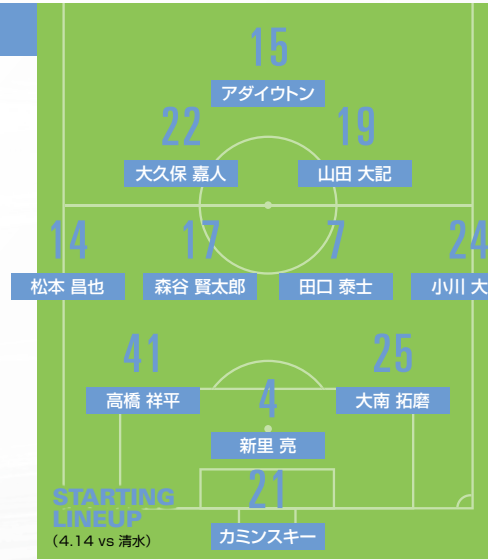 15
アダイウトン
22 19
大久保 嘉人 山田 大記
14 17 7 24
松本 昌也 森谷 賢太郎 田口 泰士 小川 大
41 25
高橋 祥平 大南 拓磨
4
新里 亮
21
カミンスキー
STARTING
LINEUP
(4.14 vs 清水)